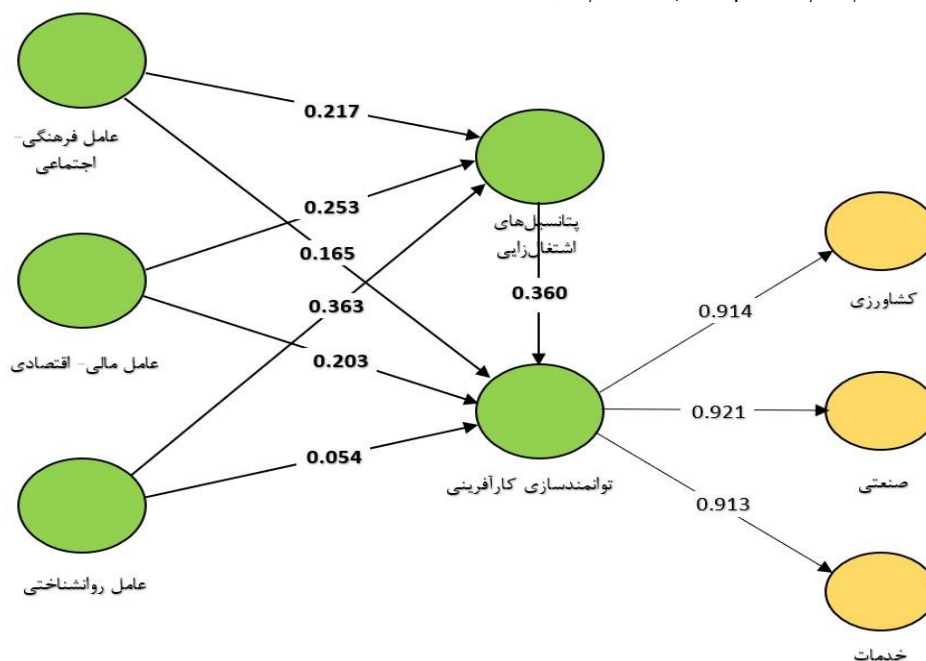 عامل فرهنگی-
اجتماعی
عامل مالی- اقتصادی
عامل روانشناختی
0.217
0.253
0.165
0.363
0.203
0.054
پتانسیل‌های
اشتغال‌زایی
0.360
توانمندسازی کارآفرینی
0.914
0.921
0.913
کشاورزی
صنعتی
خدمات